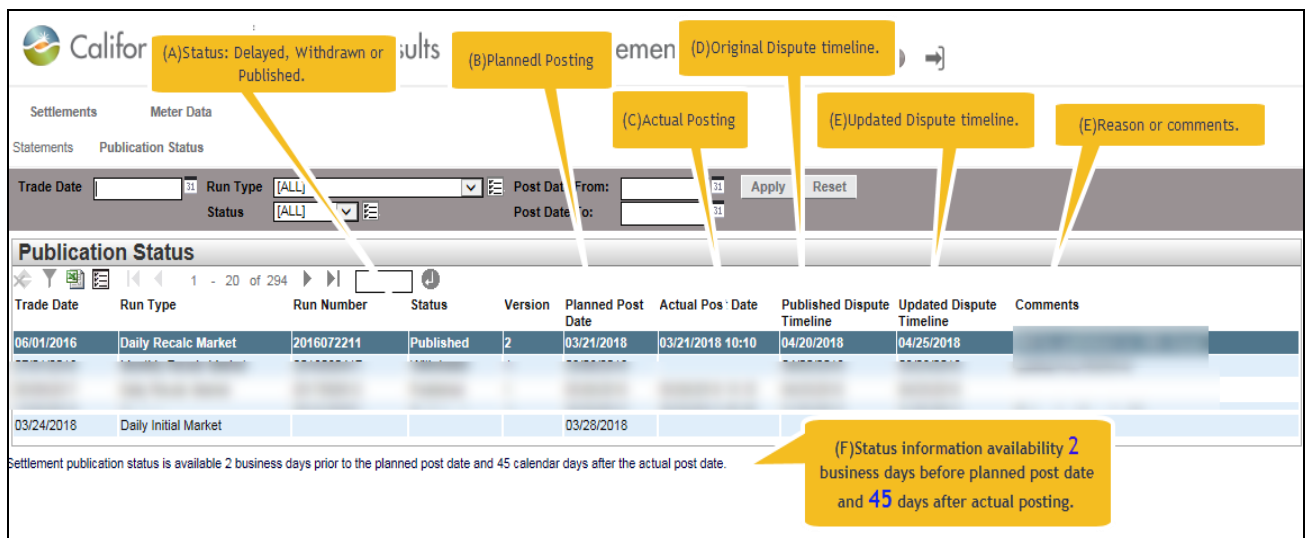 Califor
sults
emen
(A)Status: Delayed, Withdrawn or
Published.
(B)Plannedl Posting
(D)Original Dispute timeline.
(C)Actual Posting
(E)Updated Dispute timeline.
(E)Reason or comments.
Settlements Meter Data
Statements Publication Status
Trade Date 31 Run Type [ALL] Post Da From: 31 Apply Reset
Status [ALL] Post Date To: 31
Publication Status
1 - 20 of 294
Trade Date Run Type Run Number Status Version Planned Post Actual Pos Date Published Dispute Updated Dispute Comments
Date Timeline Timeline
06/01/2016 Daily Recalc Market 2016072211 Published 2 03/21/2018 03/21/2018 10:10 04/20/2018 04/25/2018
03/24/2018 Daily Initial Market 03/28/2018
Settlement publication status is available 2 business days prior to the planned post date and 45 calendar days after the actual post date.
(F)Status information availability 2
business days before planned post date
and 45 days after actual posting.